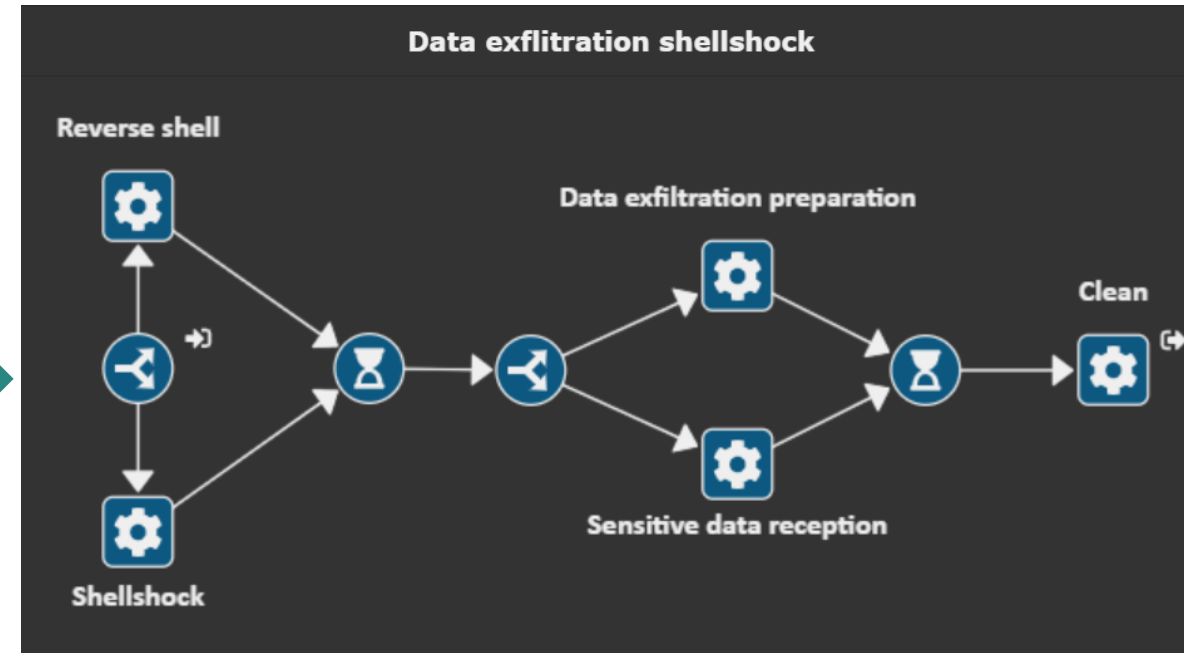 Data exflitration shellshock
Reverse shell
Data exfiltration preparation
Clean
Sensitive data reception
Shellshock